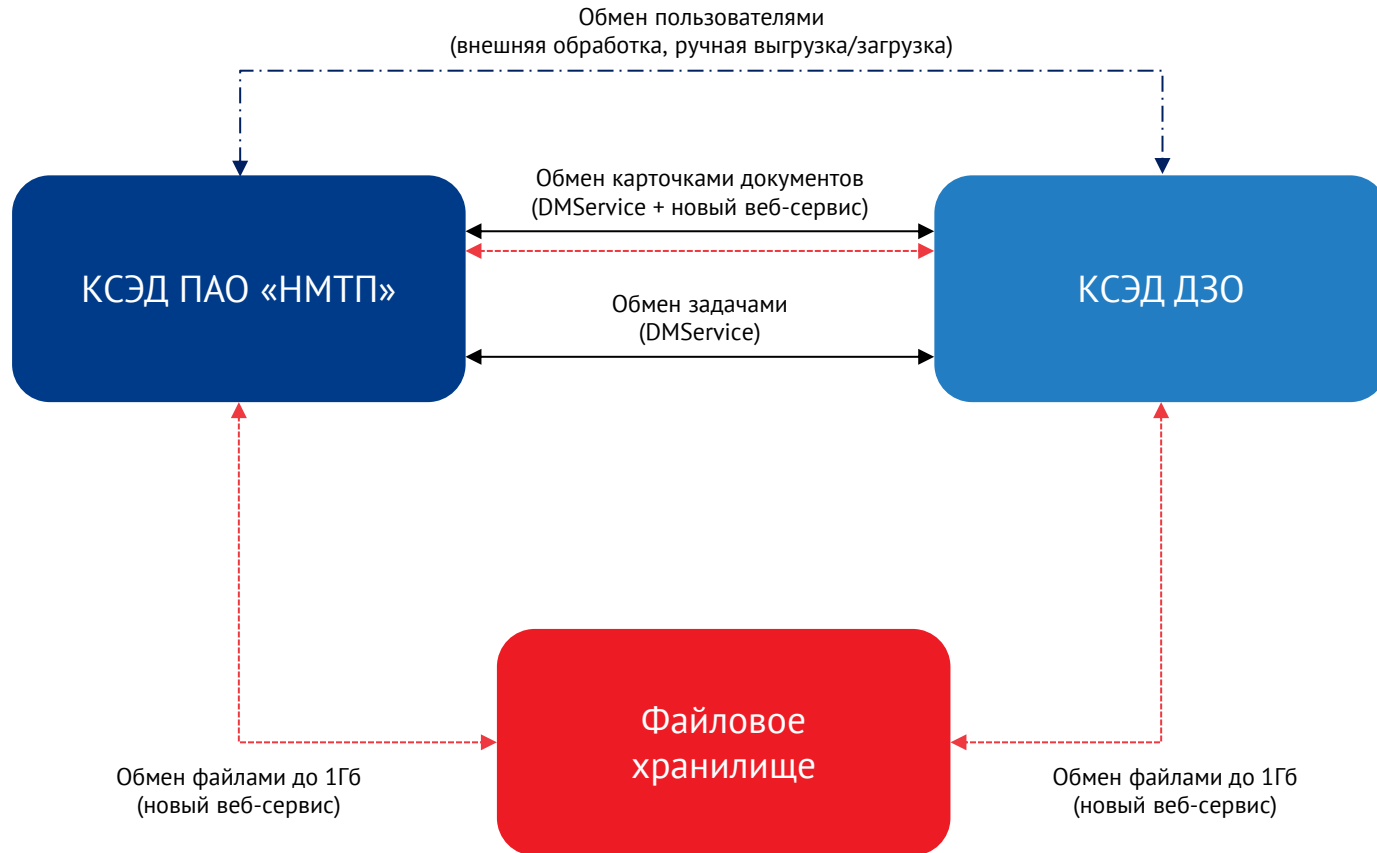 Обмен пользователями
(внешняя обработка, ручная выгрузка/загрузка)
Обмен карточками документов
(DMService + новый веб-сервис)
КСЭД ПАО «НМТП»
КСЭД ДЗО
Обмен задачами
(DMService)
Файловое
хранилище
Обмен файлами до 1Гб
(новый веб-сервис)
Обмен файлами до 1Гб
(новый веб-сервис)